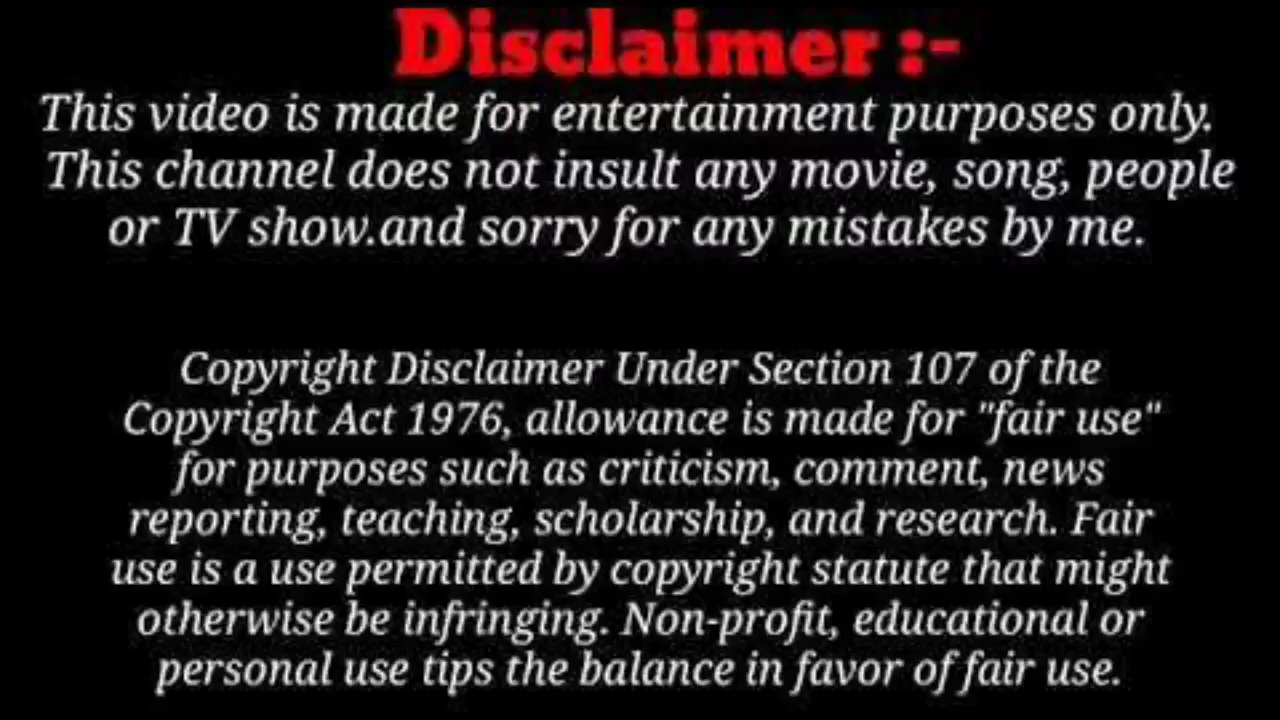 Disclaimer :-
This video is made for entertainment purposes only.
This channel does not insult any movie, song, people
or TV show.and sorry for any mistakes by me.
Copyright Disclaimer Under Section 107 of the
Copyright Act 1976, allowance is made for "fair use"
for purposes such as criticism, comment, news
reporting, teaching, scholarship, and research. Fair
use is a use permitted by copyright statute that might
otherwise be infringing. Non-profit, educational or
personal use tips the balance in favor of fair use.